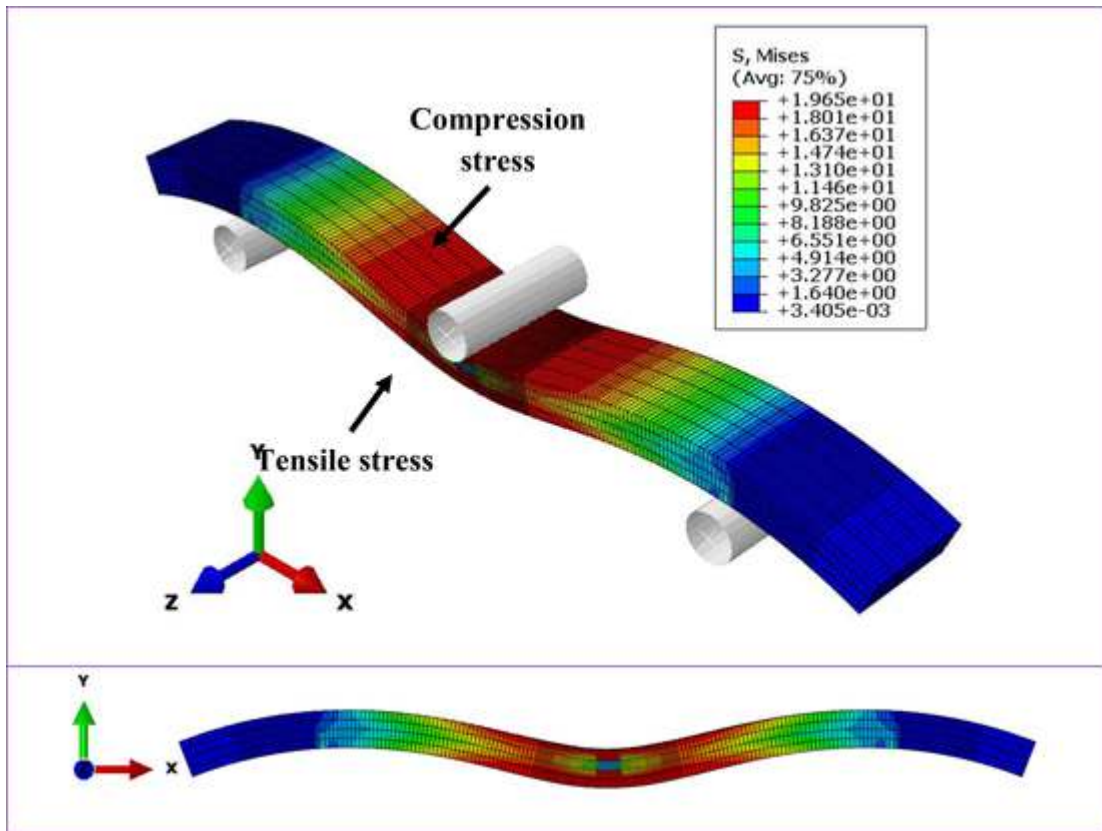 S, Mises
(Avg: 75%)
+1.965e+01
+1.801e+01
+1.637e+01
+1.474e+01
+1.310e+01
+1.146e+01
+9.825e+00
+8.188e+00
+6.551e+00
+4.914e+00
+3.277e+00
+1.640e+00
+3.405e-03
Compression
stress
Y
Tensile stress
Z
X
Y
X